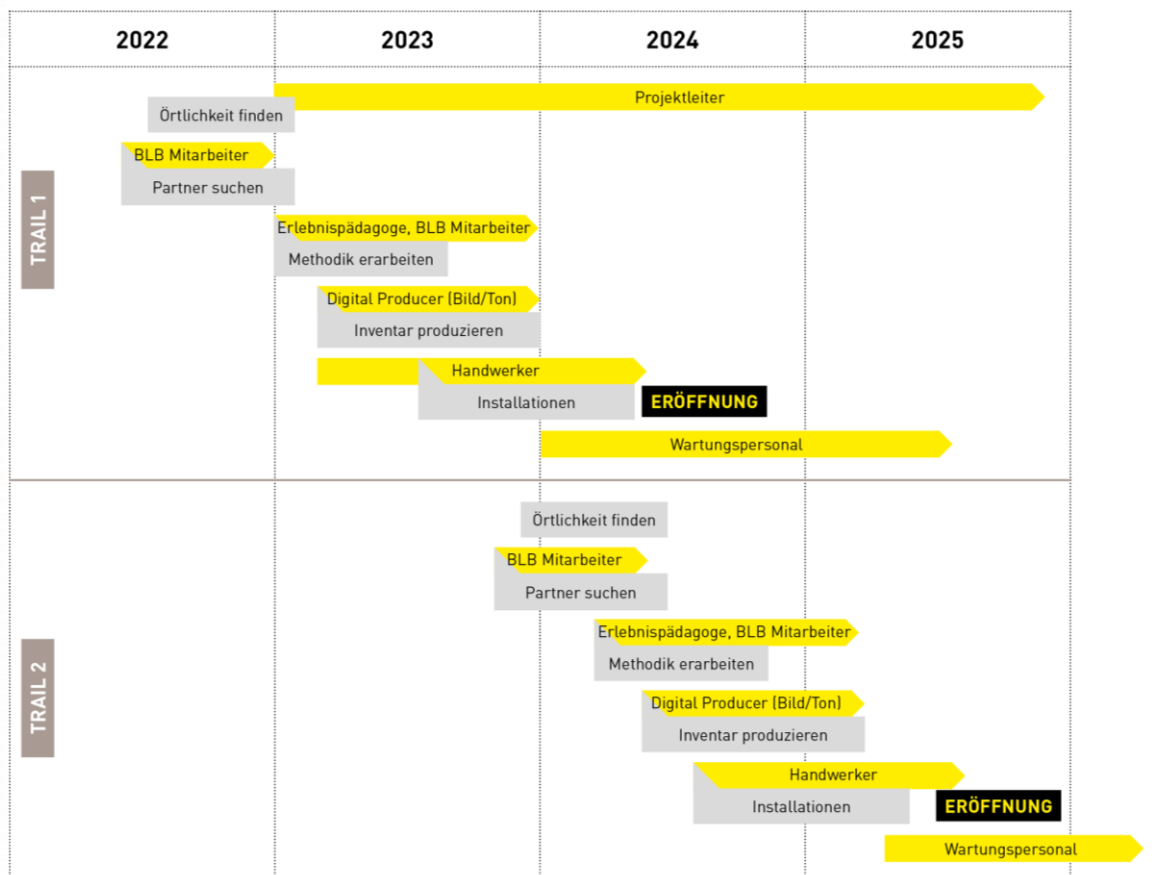 2022
2023
2024
2025
TRAIL 1
Projektleiter
Örtlichkeit finden
BLB Mitarbeiter
Partner suchen
Erlebnispädagoge, BLB Mitarbeiter
Methodik erarbeiten
Digital Producer (Bild/Ton)
Inventar produzieren
Handwerker
Installationen
ERÖFFNUNG
Wartungspersonal
TRAIL 2
Örtlichkeit finden
BLB Mitarbeiter
Partner suchen
Erlebnispädagoge, BLB Mitarbeiter
Methodik erarbeiten
Digital Producer (Bild/Ton)
Inventar produzieren
Handwerker
Installationen
ERÖFFNUNG
Wartungspersonal